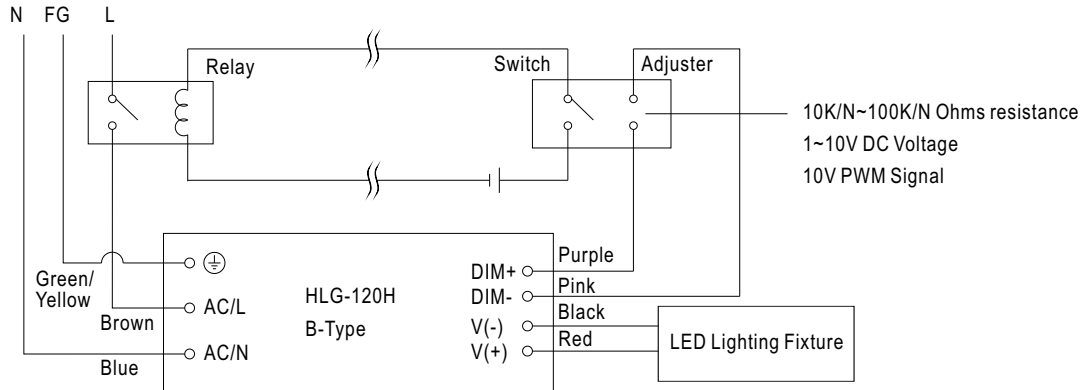 N FG L
Relay
Switch
Adjuster
10K/N~100K/N Ohms resistance
1~10V DC Voltage
10V PWM Signal
Green/
Yellow
Brown
Blue
AC/L
AC/N
HLG-120H
B-Type
DIM+
DIM-
V(-)
V(+)
Purple
Pink
Black
Red
LED Lighting Fixture